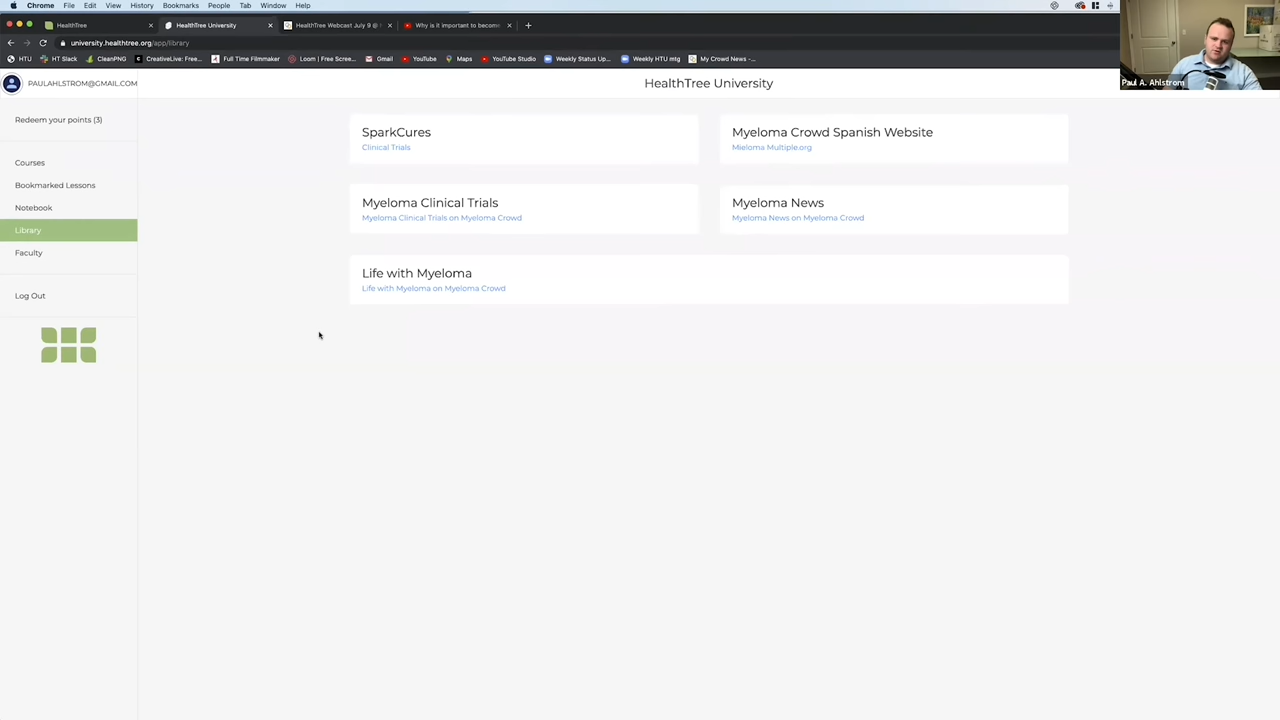 Chrome File Edit View History Bookmarks People Tab Window Help
HealthTree
HealthTree University
HealthTree Webcast July 9 @
Why is it important to become
university.healthtree.org/app/library
HTU HT Slack CleanPNG CreativeLive: Free... Full Time Filmmaker Loom | Free Scree... Gmail YouTube Maps YouTube Studio Weekly Status Up... Weekly HTU mtg My Crowd News -...
Paul A. Ahlstrom
PAULAHLSTROM@GMAIL.COM
HealthTree University
Redeem your points (3)
Courses
Bookmarked Lessons
Notebook
Library
Faculty
Log Out
SparkCures
Clinical Trials
Myeloma Crowd Spanish Website
Mieloma Multiple.org
Myeloma Clinical Trials
Myeloma Clinical Trials on Myeloma Crowd
Myeloma News
Myeloma News on Myeloma Crowd
Life with Myeloma
Life with Myeloma on Myeloma Crowd